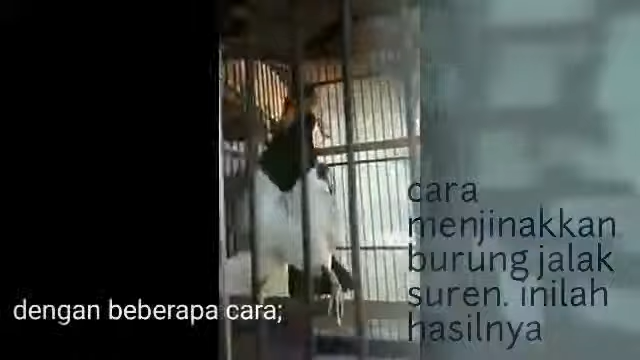 cara
menjinakkan
burung jalak
suren. inilah
hasilnya
dengan beberapa cara;